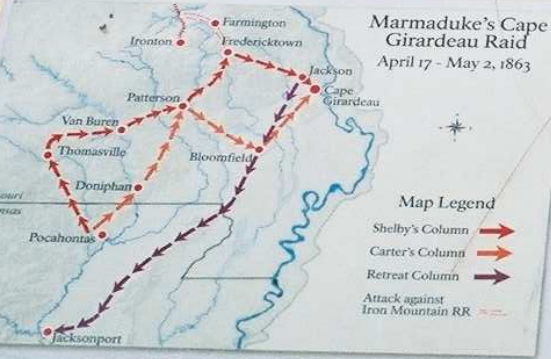 Marmaduke's Cape
Girardeau Raid
April 17 - May 2, 1863
Farmington
Ironton
Fredericktown
Jackson
Cape
Girardeau
Patterson
Van Buren
Thomasville
Bloomfield
Doniphan
Pocahontas
Jacksonport
Map Legend
Shelby's Column
Carter's Column
Retreat Column
Attack against
Iron Mountain RR